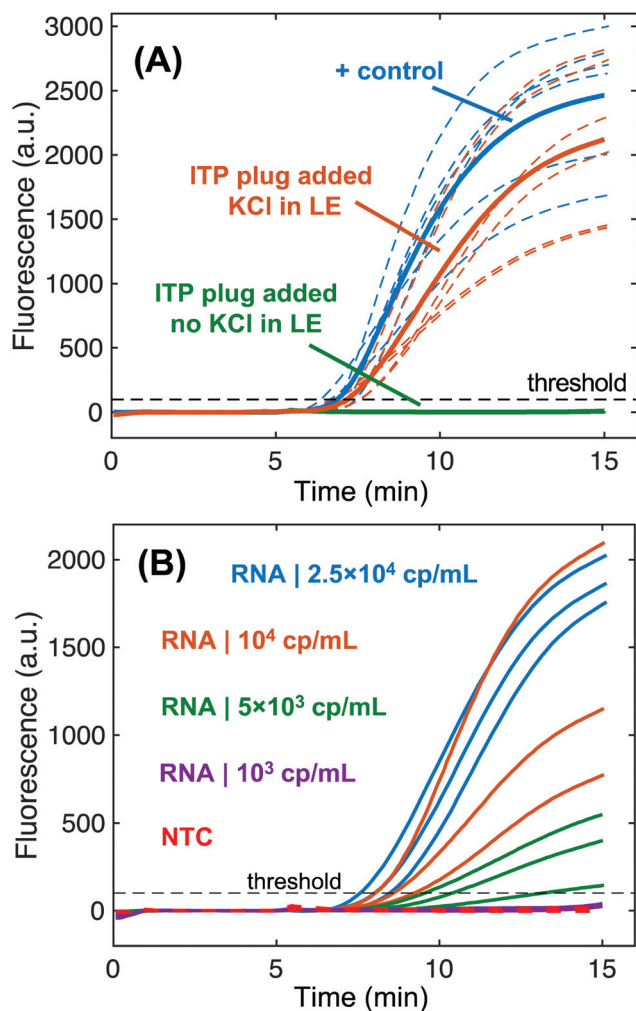 (A)
3000
2500
2000
1500
1000
500
0
Fluorescence (a.u.)
+ control
ITP plug added
KCl in LE
ITP plug added
no KCl in LE
threshold
0
5
10
15
Time (min)
(B)
2000
1500
1000
500
0
Fluorescence (a.u.)
RNA | 2.5×10⁴ cp/mL
RNA | 10⁴ cp/mL
RNA | 5×10³ cp/mL
RNA | 10³ cp/mL
NTC
threshold
0
5
10
15
Time (min)